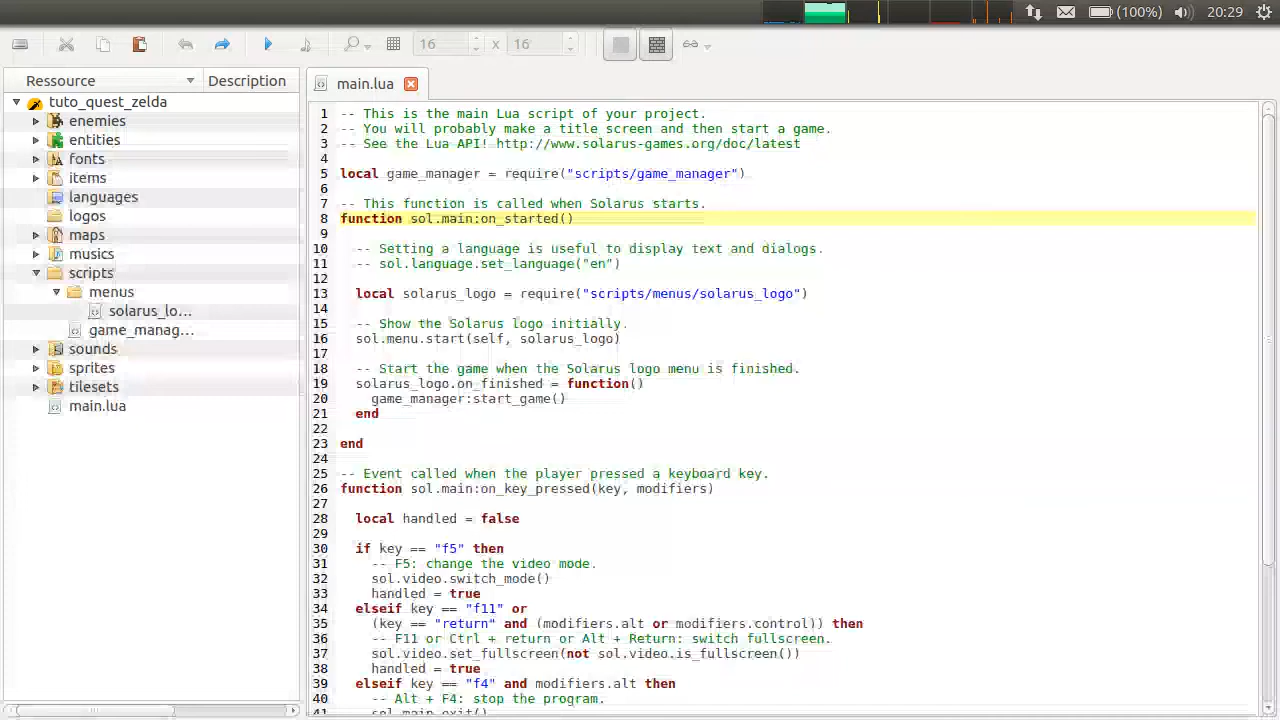 (100%)
20:29
16 x 16
Ressource
Description
tuto_quest_zelda
enemies
entities
fonts
items
languages
logos
maps
musics
scripts
menus
solarus_lo...
game_manag...
sounds
sprites
tilesets
main.lua
main.lua
1 -- This is the main Lua script of your project.
2 -- You will probably make a title screen and then start a game.
3 -- See the Lua API! http://www.solarus-games.org/doc/latest
4
5 local game_manager = require("scripts/game_manager")
6
7 -- This function is called when Solarus starts.
8 function sol.main:on_started()
9
10 -- Setting a language is useful to display text and dialogs.
11 -- sol.language.set_language("en")
12
13 local solarus_logo = require("scripts/menus/solarus_logo")
14
15 -- Show the Solarus logo initially.
16 sol.menu.start(self, solarus_logo)
17
18 -- Start the game when the Solarus logo menu is finished.
19 solarus_logo.on_finished = function()
20 game_manager:start_game()
21 end
22
23 end
24
25 -- Event called when the player pressed a keyboard key.
26 function sol.main:on_key_pressed(key, modifiers)
27
28 local handled = false
29
30 if key == "f5" then
31 -- F5: change the video mode.
32 sol.video.switch_mode()
33 handled = true
34 elseif key == "f11" or
35 (key == "return" and (modifiers.alt or modifiers.control)) then
36 -- F11 or Ctrl + return or Alt + Return: switch fullscreen.
37 sol.video.set_fullscreen(not sol.video.is_fullscreen())
38 handled = true
39 elseif key == "f4" and modifiers.alt then
40 -- Alt + F4: stop the program.
41 sol.main.exit()